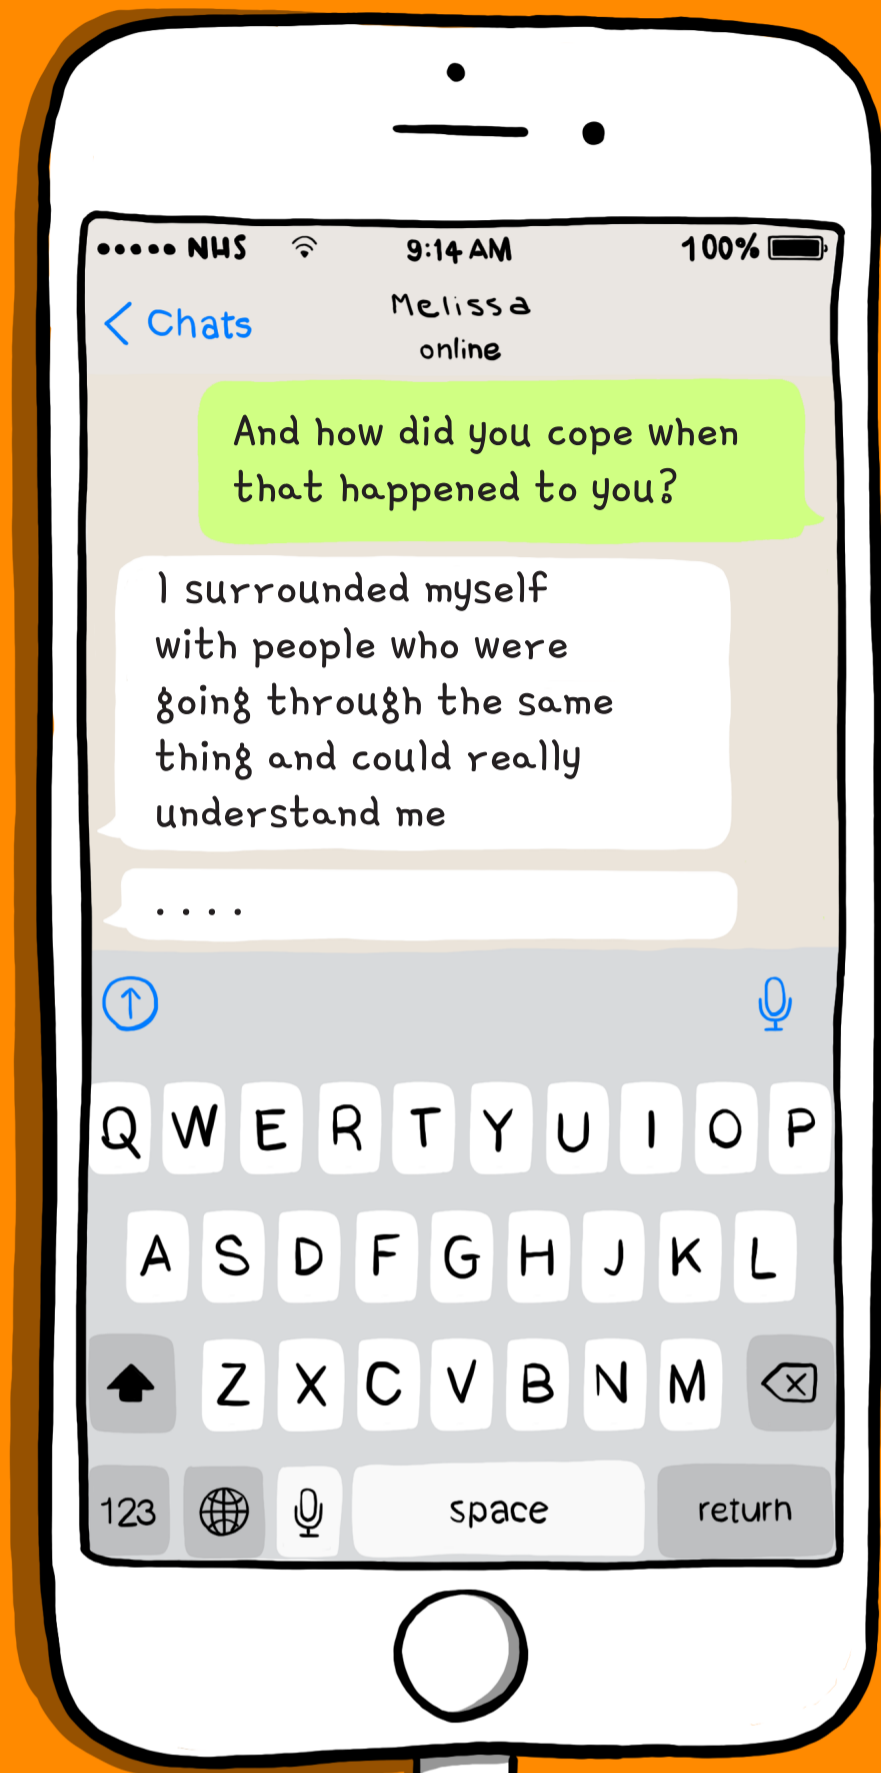 ••••• NHS 9:14 AM 100%
< Chats Melissa
online
And how did you cope when
that happened to you?
I surrounded myself
with people who were
going through the same
thing and could really
understand me
....
Q W E R T Y U I O P
A S D F G H J K L
Z X C V B N M
123 space return